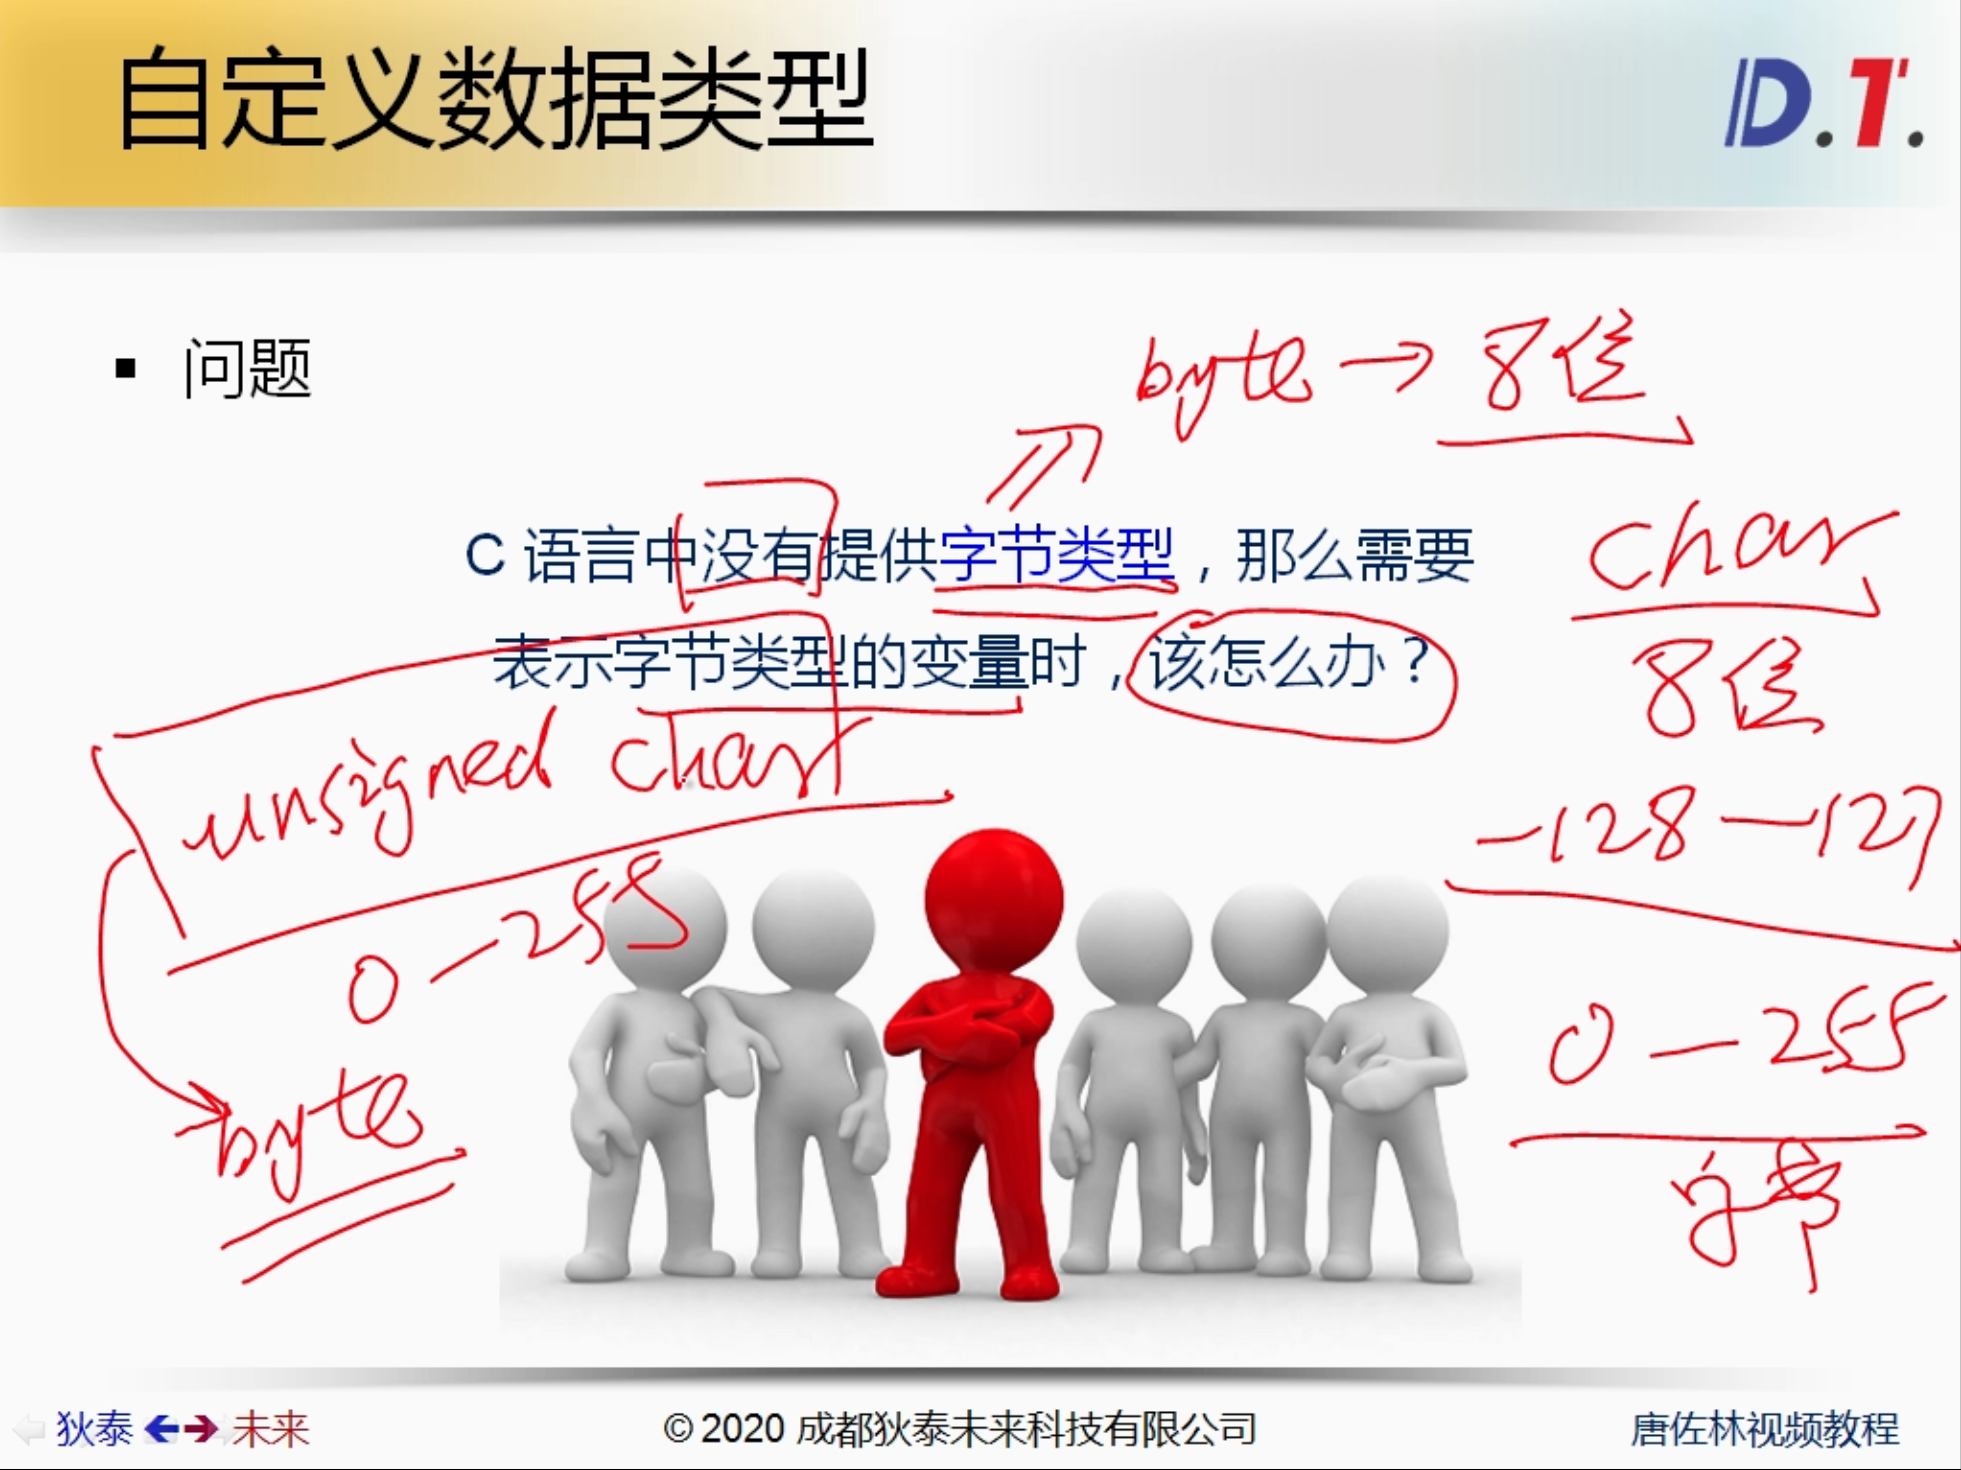 自定义数据类型
D.T.
▪ 问题
byte → 8位
C 语言中没有提供字节类型，那么需要
表示字节类型的变量时，该怎么办？
char
8位
-128 — 127
0 — 255
字节
unsigned char
0 — 255
byte
狄泰 未来
© 2020 成都狄泰未来科技有限公司
唐佐林视频教程